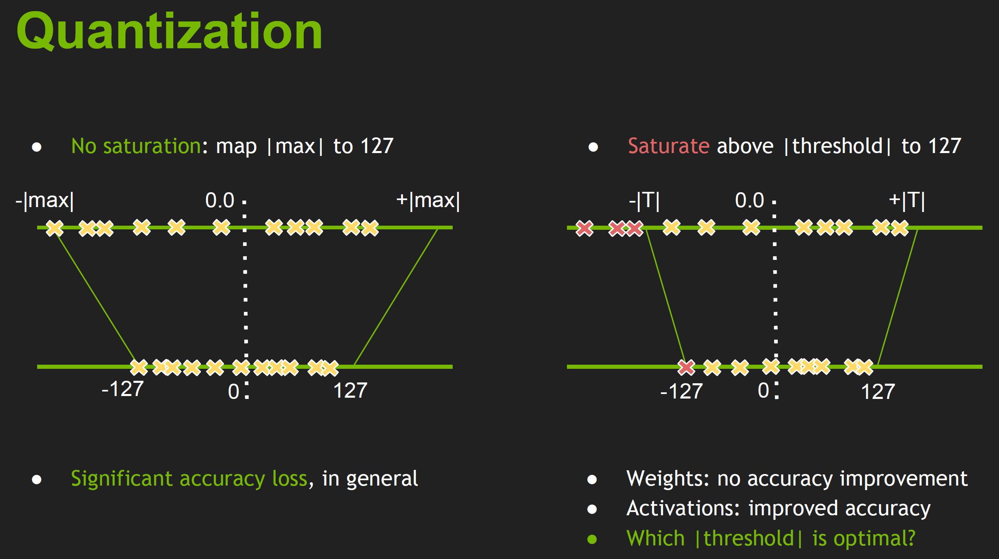 Quantization
● No saturation: map |max| to 127
-|max| 0.0 +|max|
-127 0 127
● Significant accuracy loss, in general
● Saturate above |threshold| to 127
-|T| 0.0 +|T|
-127 0 127
● Weights: no accuracy improvement
● Activations: improved accuracy
● Which |threshold| is optimal?